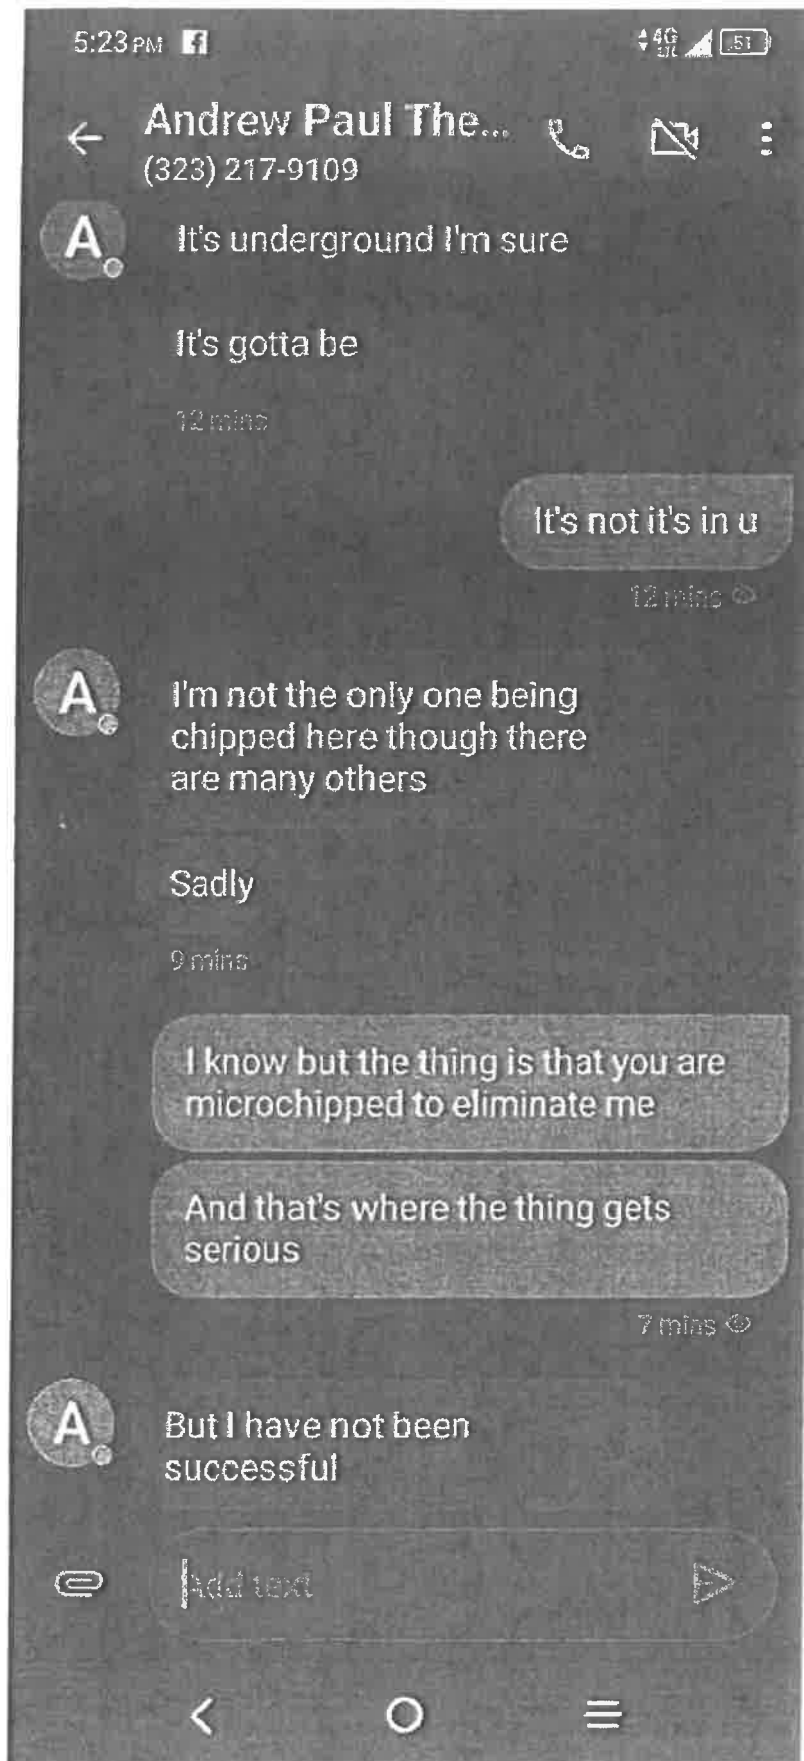 5:23 PM
4G
LTE
51
Andrew Paul The...
(323) 217-9109
A
It's underground I'm sure
It's gotta be
12 mins
It's not it's in u
12 mins
A
I'm not the only one being
chipped here though there
are many others
Sadly
9 mins
I know but the thing is that you are
microchipped to eliminate me
And that's where the thing gets
serious
7 mins
A
But I have not been
successful
Add text